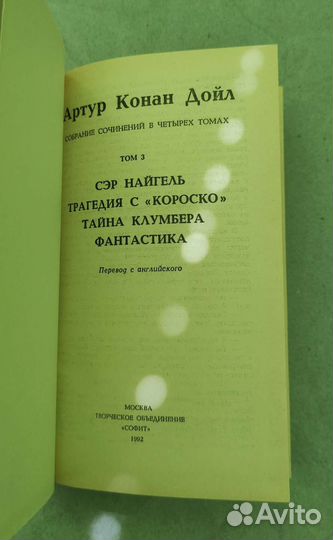 Артур Конан Дойл
СОБРАНИЕ СОЧИНЕНИЙ В ЧЕТЫРЕХ ТОМАХ
ТОМ 3
СЭР НАЙГЕЛЬ
ТРАГЕДИЯ С «КОРОСКО»
ТАЙНА КЛУМБЕРА
ФАНТАСТИКА
Перевод с английского
МОСКВА
ТВОРЧЕСКОЕ ОБЪЕДИНЕНИЕ
«СОФИТ»
1992
Avito